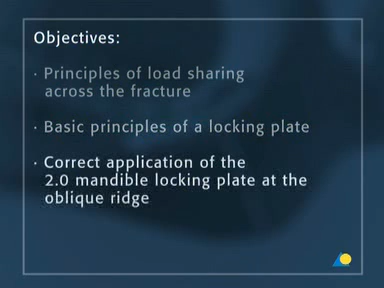 Objectives:
· Principles of load sharing
across the fracture
· Basic principles of a locking plate
· Correct application of the
2.0 mandible locking plate at the
oblique ridge